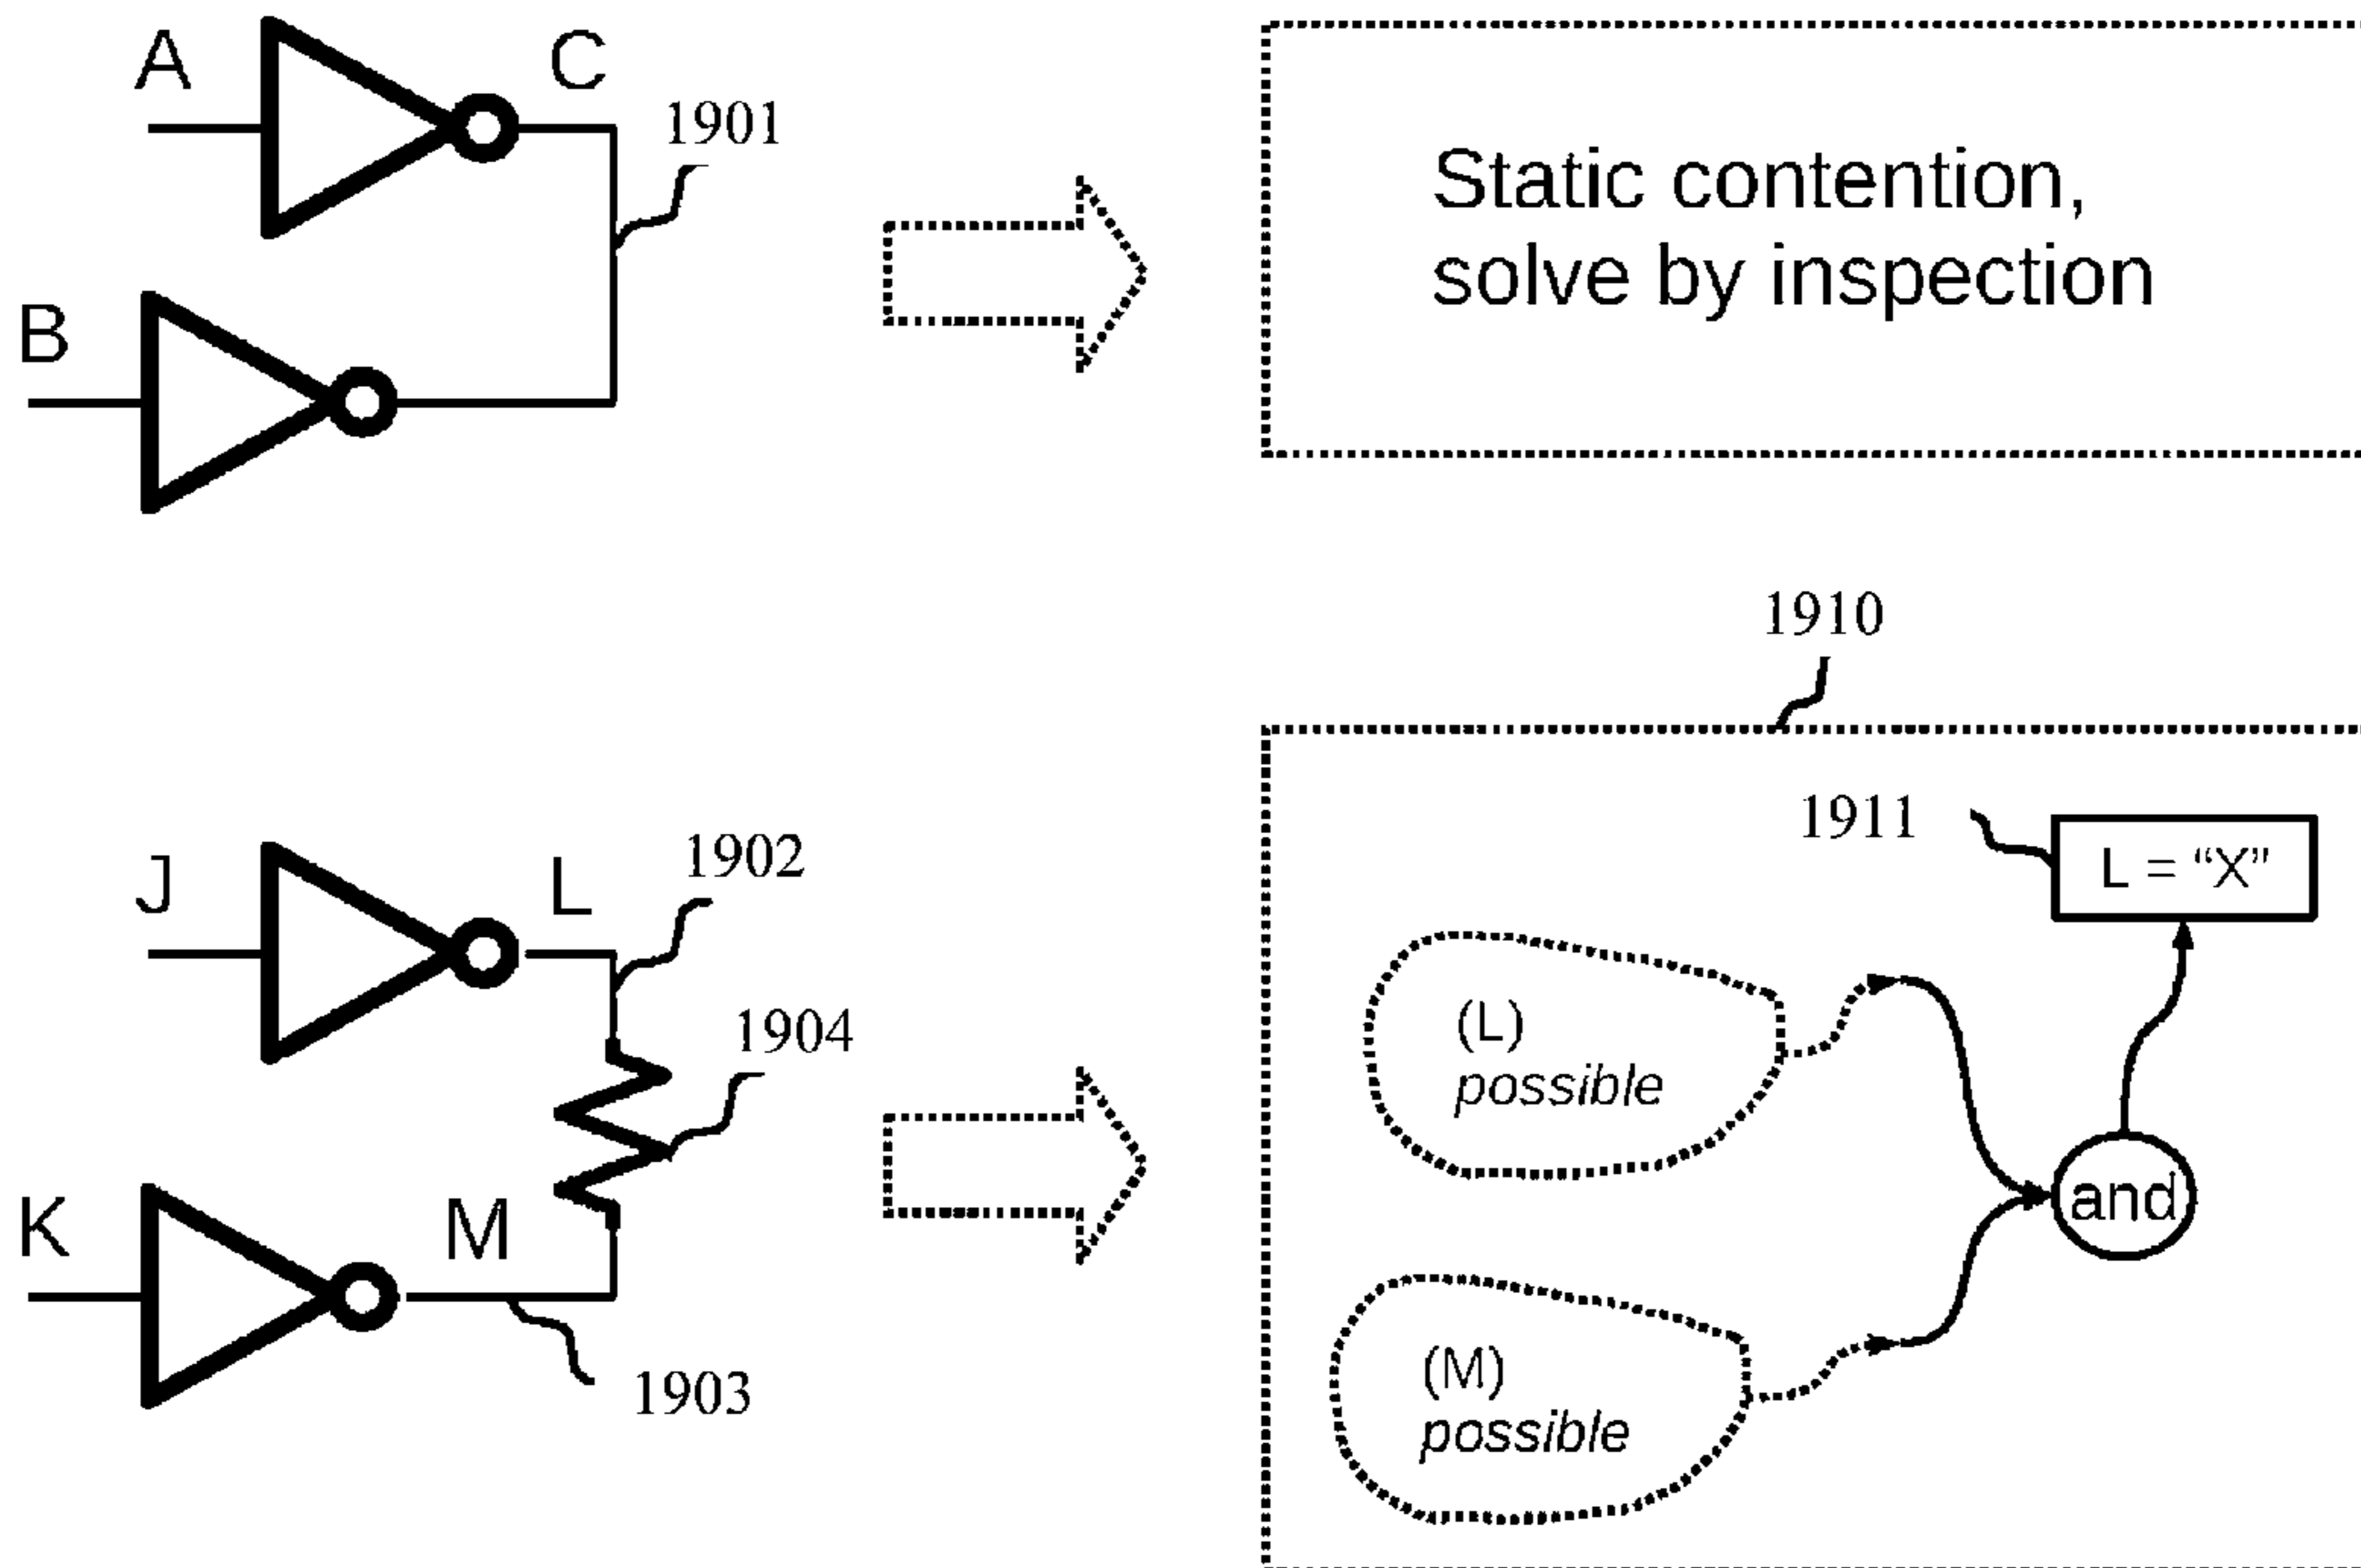 A
C
1901
B
Static contention,
solve by inspection
1910
1911
L = “X”
J
L
1902
1904
(L)
possible
and
K
M
1903
(M)
possible